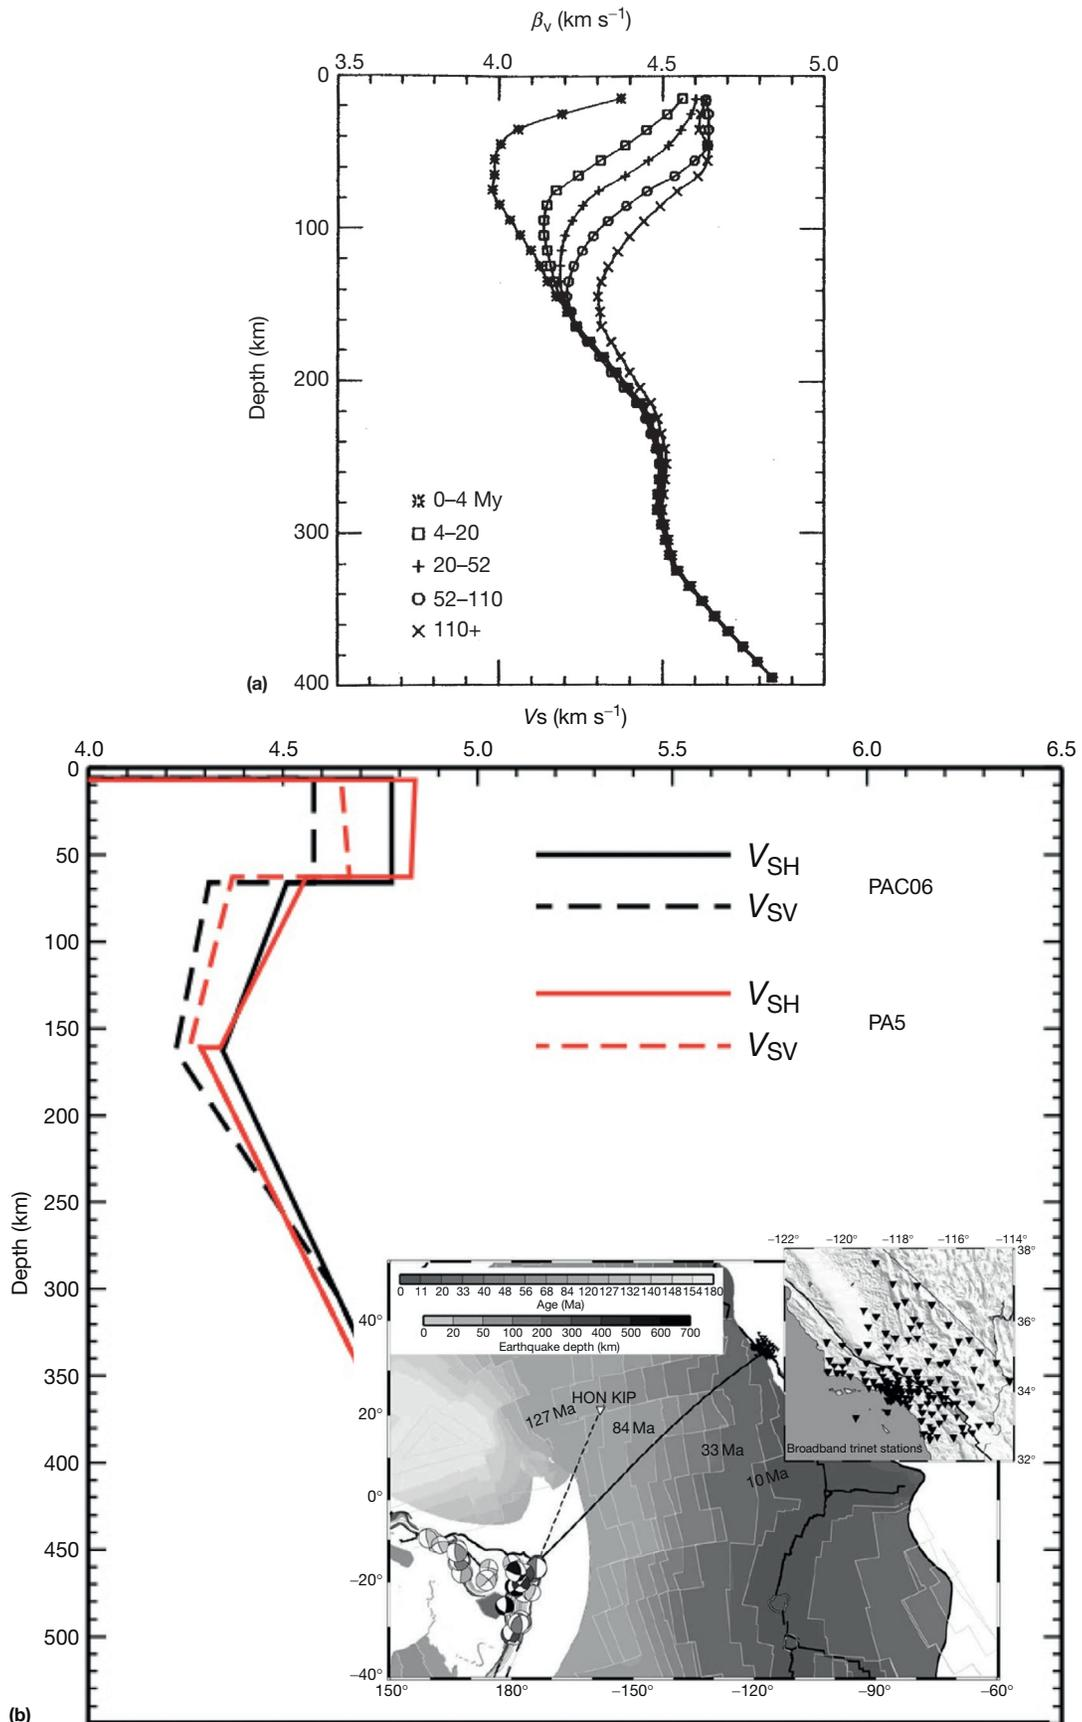 βv (km s–1)
3.5 4.0 4.5 5.0
0
100
200
300
400
Depth (km)
0–4 My
4–20
20–52
52–110
110+
(a)
Vs (km s–1)
4.0 4.5 5.0 5.5 6.0 6.5
0
50
100
150
200
250
300
350
400
450
500
Depth (km)
VSH
PAC06
VSV
VSH
PA5
VSV
–122 –120 –118 –116 –114
38°
36°
34°
32°
Broadband trinet stations
0 11 20 33 40 48 56 68 84 120 127 132 140 148 154 180
Age (Ma)
0 20 50 100 200 300 400 500 600 700
Earthquake depth (km)
40°
20°
0°
–20°
–40°
HON KIP
127 Ma
84 Ma
33 Ma
10 Ma
150° 180° –150° –120° –90° –60°
(b)